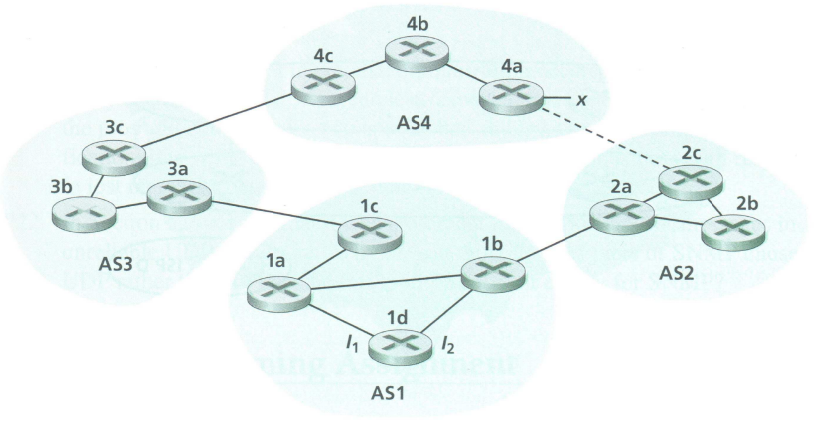 4b
4c
4a
x
AS4
3c
3a
3b
AS3
2c
2a
2b
AS2
1c
1b
1a
1d
I1
I2
AS1